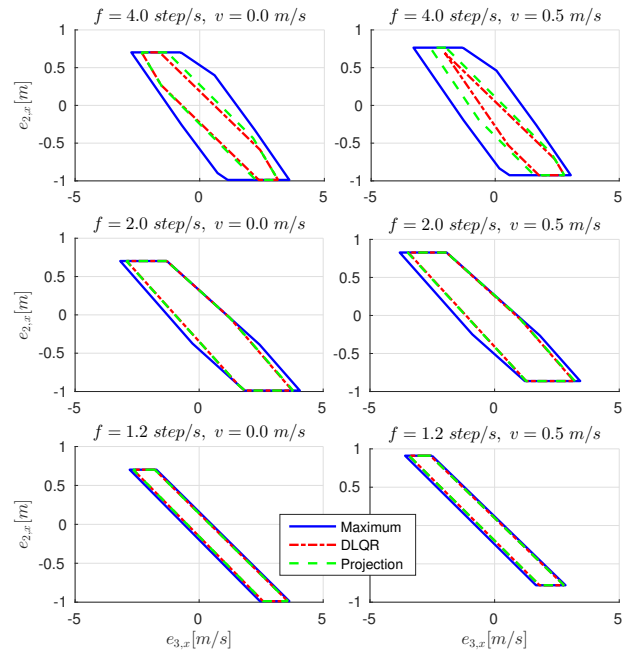 f = 4.0 step/s, v = 0.0 m/s
f = 4.0 step/s, v = 0.5 m/s
1
0.5
0
-0.5
-1
e2,x[m]
-5 0 5
1
0.5
0
-0.5
-1
-5 0 5
f = 2.0 step/s, v = 0.0 m/s
f = 2.0 step/s, v = 0.5 m/s
1
0.5
0
-0.5
-1
e2,x[m]
-5 0 5
1
0.5
0
-0.5
-1
-5 0 5
f = 1.2 step/s, v = 0.0 m/s
f = 1.2 step/s, v = 0.5 m/s
1
0.5
0
-0.5
-1
e2,x[m]
-5 0 5
e3,x[m/s]
1
0.5
0
-0.5
-1
-5 0 5
e3,x[m/s]
Maximum
DLQR
Projection